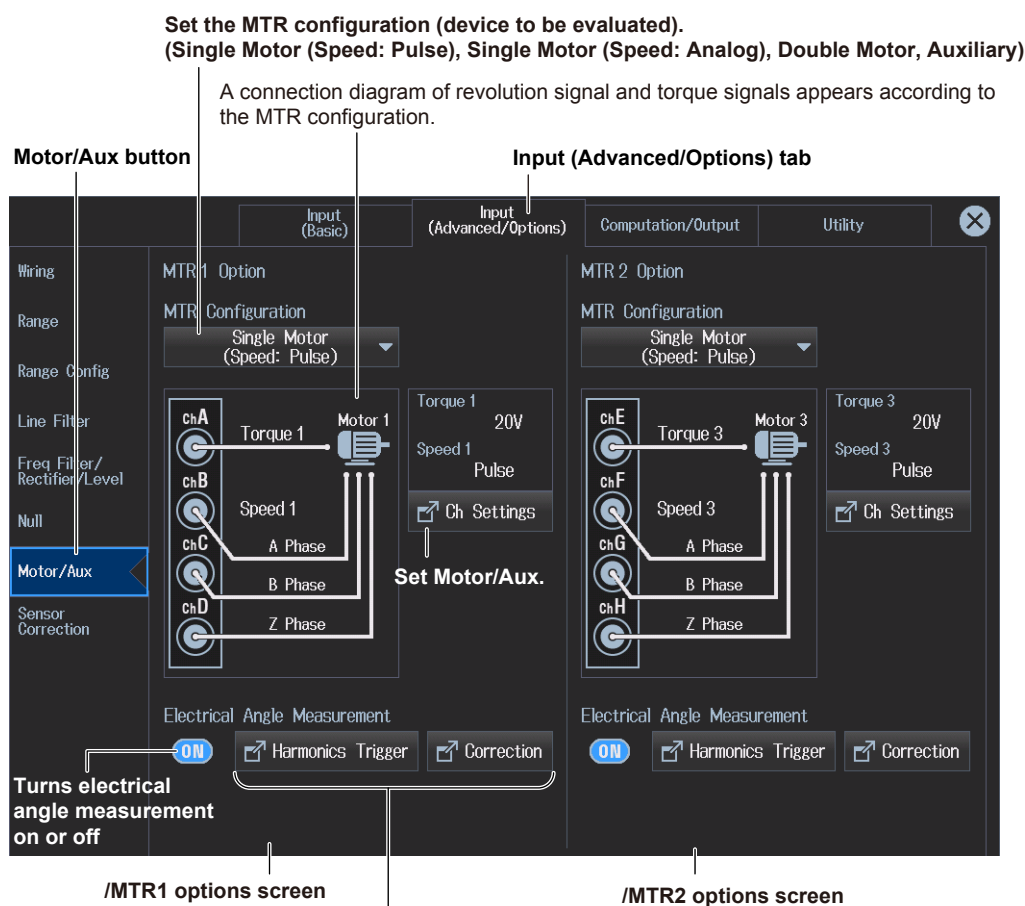 Set the MTR configuration (device to be evaluated).
(Single Motor (Speed: Pulse), Single Motor (Speed: Analog), Double Motor, Auxiliary)
A connection diagram of revolution signal and torque signals appears according to
the MTR configuration.
Motor/Aux button
Input (Advanced/Options) tab
Input
(Basic)
Input
(Advanced/Options)
Computation/Output
Utility
Wiring
Range
Range Config
Line Filter
Freq Filter/
Rectifier/Level
Null
Motor/Aux
Sensor
Correction
MTR 1 Option
MTR Configuration
Single Motor
(Speed: Pulse)
ChA
Torque 1
Motor 1
ChB
Speed 1
ChC
A Phase
B Phase
ChD
Z Phase
Torque 1
20V
Speed 1
Pulse
Ch Settings
Set Motor/Aux.
Electrical Angle Measurement
ON
Harmonics Trigger
Correction
MTR 2 Option
MTR Configuration
Single Motor
(Speed: Pulse)
ChE
Torque 3
Motor 3
ChF
Speed 3
ChG
A Phase
B Phase
ChH
Z Phase
Torque 3
20V
Speed 3
Pulse
Ch Settings
Electrical Angle Measurement
ON
Harmonics Trigger
Correction
Turns electrical
angle measurement
on or off
/MTR1 options screen
/MTR2 options screen